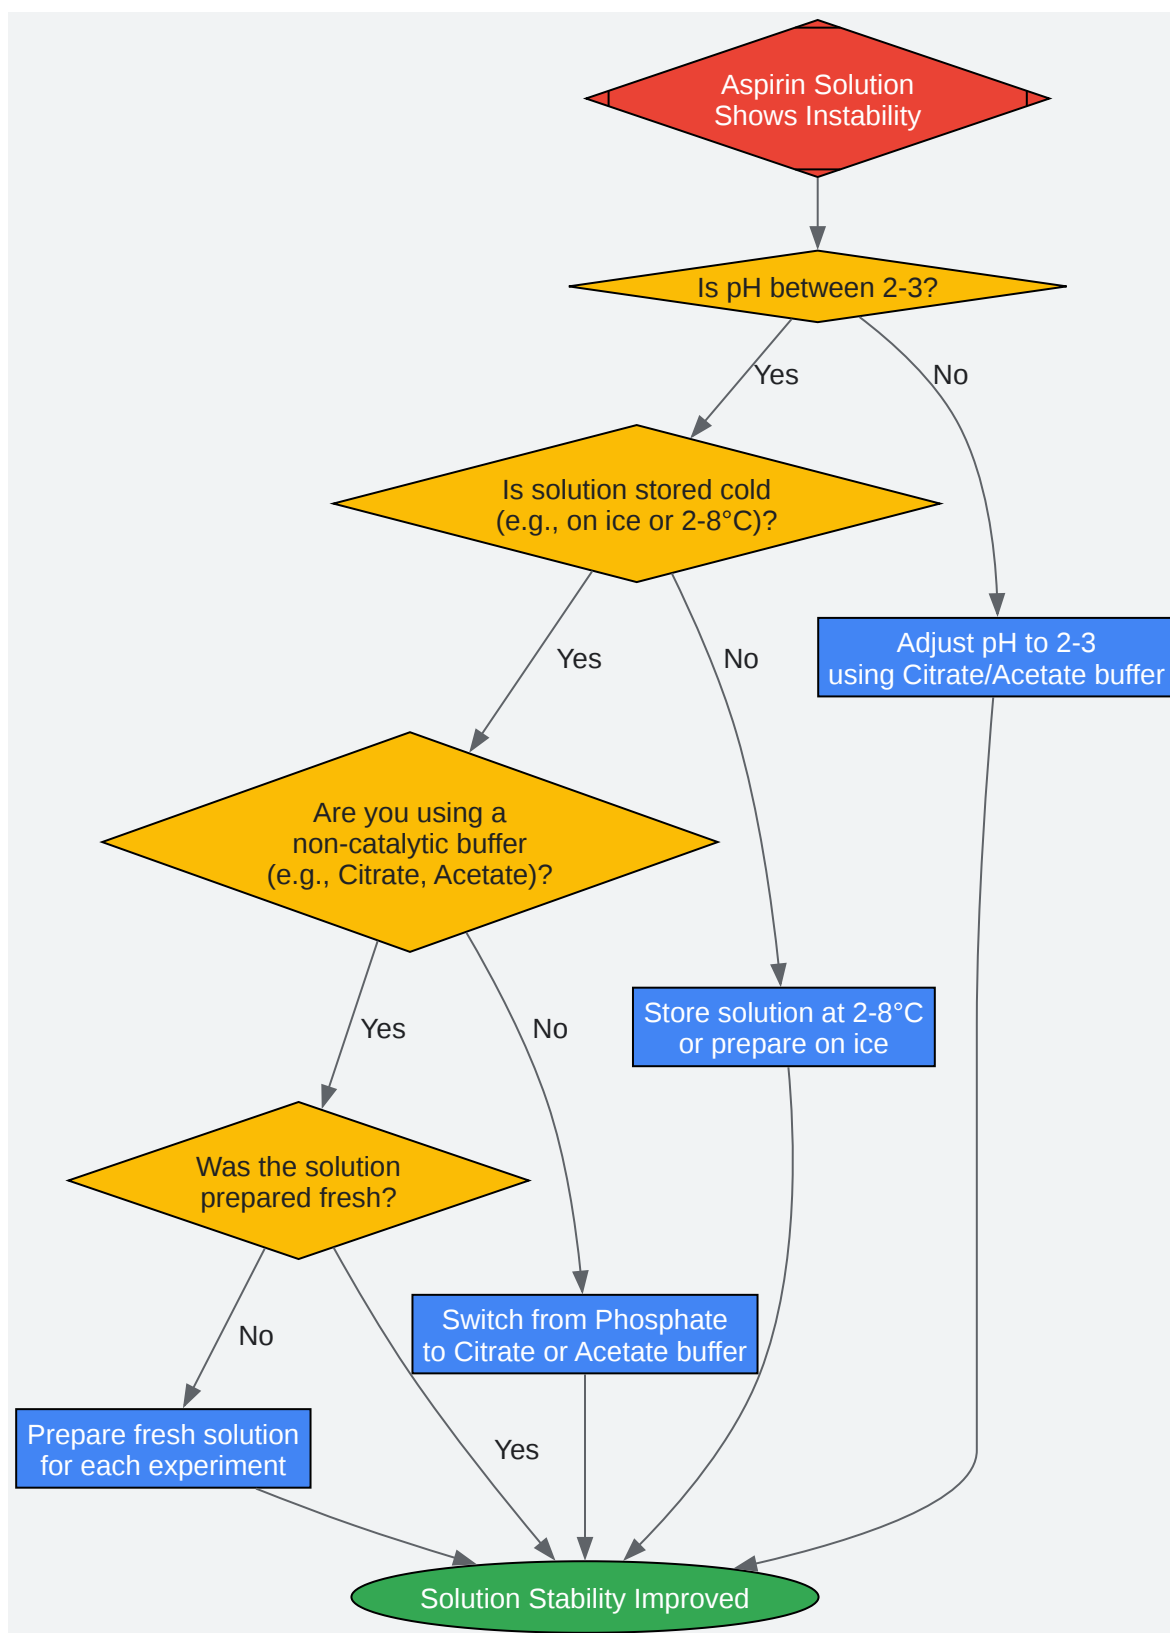 Aspirin Solution
Shows Instability
Is pH between 2-3?
Yes
No
Is solution stored cold
(e.g., on ice or 2-8°C)?
Adjust pH to 2-3
using Citrate/Acetate buffer
Yes
No
Are you using a
non-catalytic buffer
(e.g., Citrate, Acetate)?
Store solution at 2-8°C
or prepare on ice
Yes
No
Was the solution
prepared fresh?
Switch from Phosphate
to Citrate or Acetate buffer
No
Prepare fresh solution
for each experiment
Yes
Solution Stability Improved